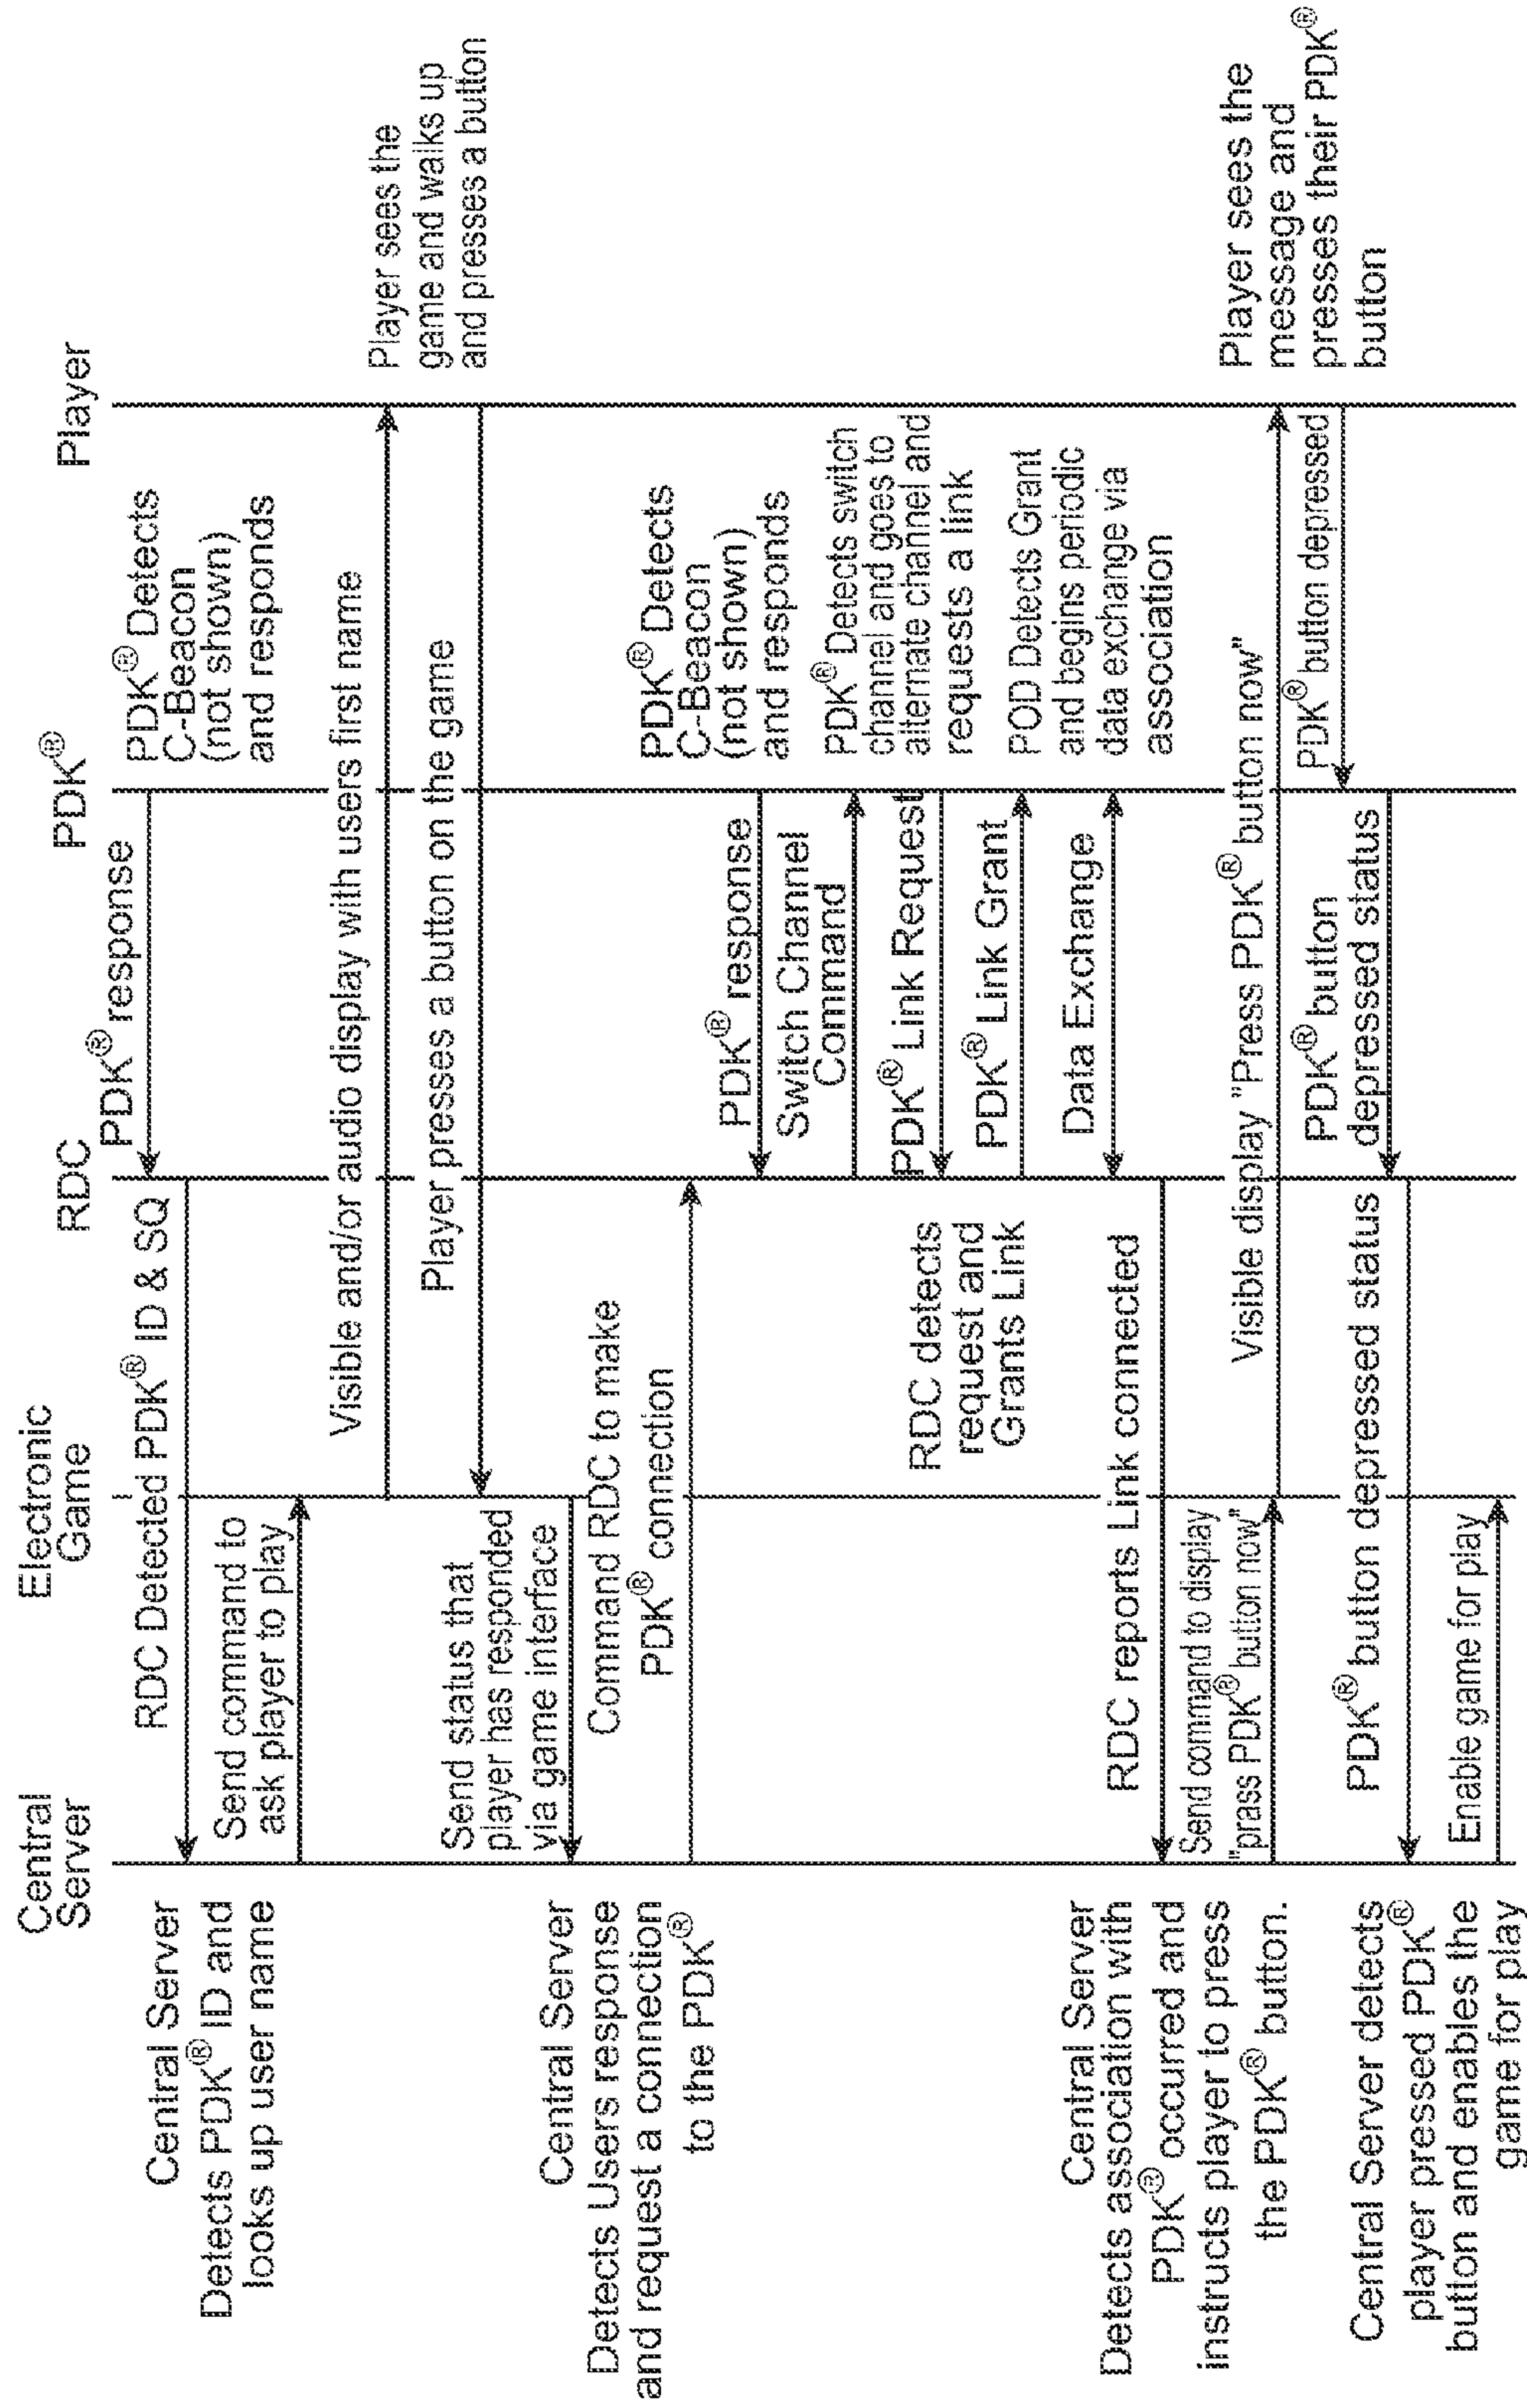 Central
Server
Electronic
Game
RDC
PDK®
Player
Central Server
Detects PDK® ID and
looks up user name
RDC Detected PDK® ID & SQ
PDK® response
PDK® Detects
C-Beacon
(not shown)
and responds
Send command to
ask player to play
Visible and/or audio display with users first name
Player sees the
game and walks up
and presses a button
Player presses a button on the game
Send status that
player has responded
via game interface
Central Server
Detects Users response
and request a connection
to the PDK®
Command RDC to make
PDK® connection
PDK® Detects
C-Beacon
(not shown)
and responds
PDK® response
Switch Channel
Command
PDK® Detects switch
channel and goes to
alternate channel and
requests a link
PDK® Link Request
RDC detects
request and
Grants Link
PDK® Link Grant
POD Detects Grant
and begins periodic
data exchange via
association
Data Exchange
Central Server
Detects association with
PDK® occurred and
instructs player to press
the PDK® button.
RDC reports Link connected
Send command to display
"prass PDK® button now"
Visible display "Press PDK® button now"
Player sees the
message and
presses their PDK®
button
PDK® button depressed
PDK® button
depressed status
PDK® button depressed status
Central Server detects
player pressed PDK®
button and enables the
game for play
Enable game for play